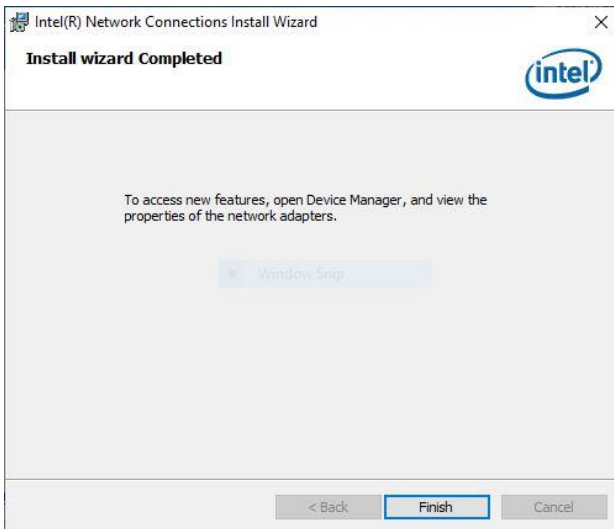 Intel(R) Network Connections Install Wizard
Install wizard Completed
intel
To access new features, open Device Manager, and view the
properties of the network adapters.
Window Snip
< Back
Finish
Cancel